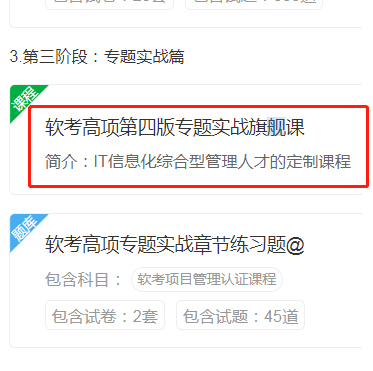 3.第三阶段：专题实战篇
课程
软考高项第四版专题实战旗舰课
简介：IT信息化综合型管理人才的定制课程
题库
软考高项专题实战章节练习题@
包含科目： 软考项目管理认证课程
包含试卷：2套 包含试题：45道